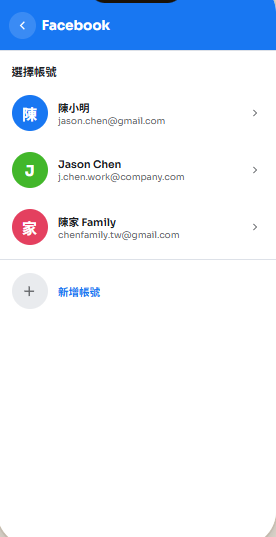 Facebook
選擇帳號
陳
陳小明
jason.chen@gmail.com
J
Jason Chen
j.chen.work@company.com
家
陳家 Family
chenfamily.tw@gmail.com
新增帳號